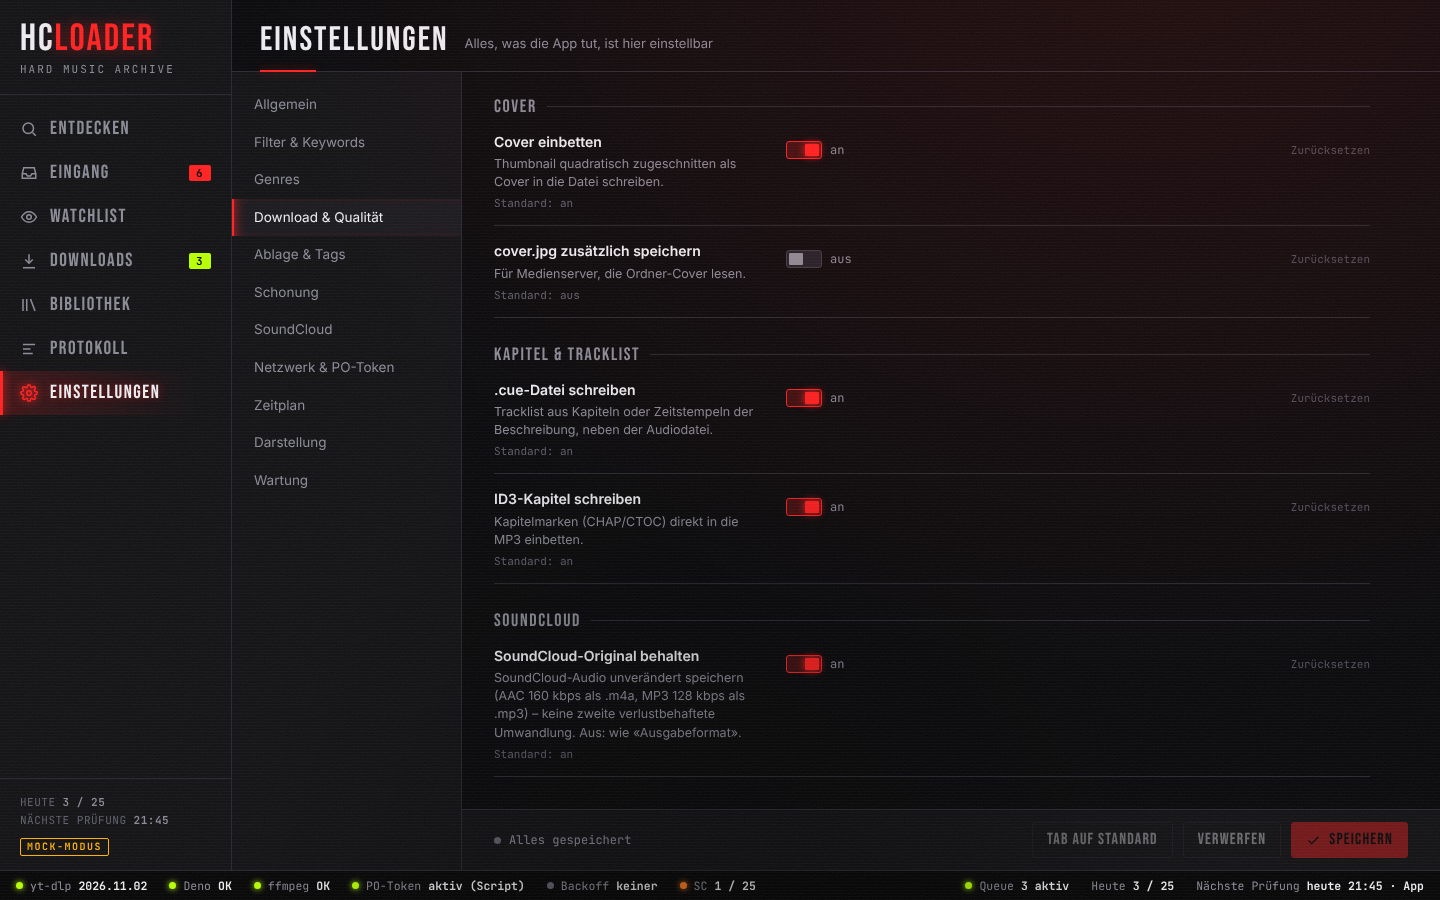 HCLOADER
HARD MUSIC ARCHIVE
ENTDECKEN
EINGANG 6
WATCHLIST
DOWNLOADS 3
BIBLIOTHEK
PROTOKOLL
EINSTELLUNGEN
HEUTE 3 / 25
NÄCHSTE PRÜFUNG 21:45
MOCK-MODUS
EINSTELLUNGEN Alles, was die App tut, ist hier einstellbar
Allgemein
Filter & Keywords
Genres
Download & Qualität
Ablage & Tags
Schonung
SoundCloud
Netzwerk & PO-Token
Zeitplan
Darstellung
Wartung
COVER
Cover einbetten
an
Zurücksetzen
Thumbnail quadratisch zugeschnitten als
Cover in die Datei schreiben.
Standard: an
cover.jpg zusätzlich speichern
aus
Zurücksetzen
Für Medienserver, die Ordner-Cover lesen.
Standard: aus
KAPITEL & TRACKLIST
.cue-Datei schreiben
an
Zurücksetzen
Tracklist aus Kapiteln oder Zeitstempeln der
Beschreibung, neben der Audiodatei.
Standard: an
ID3-Kapitel schreiben
an
Zurücksetzen
Kapitelmarken (CHAP/CTOC) direkt in die
MP3 einbetten.
Standard: an
SOUNDCLOUD
SoundCloud-Original behalten
an
Zurücksetzen
SoundCloud-Audio unverändert speichern
(AAC 160 kbps als .m4a, MP3 128 kbps als
.mp3) – keine zweite verlustbehaftete
Umwandlung. Aus: wie «Ausgabeformat».
Standard: an
Alles gespeichert
TAB AUF STANDARD
VERWERFEN
SPEICHERN
yt-dlp 2026.11.02 Deno OK ffmpeg OK PO-Token aktiv (Script) Backoff keiner SC 1 / 25 Queue 3 aktiv Heute 3 / 25 Nächste Prüfung heute 21:45 · App